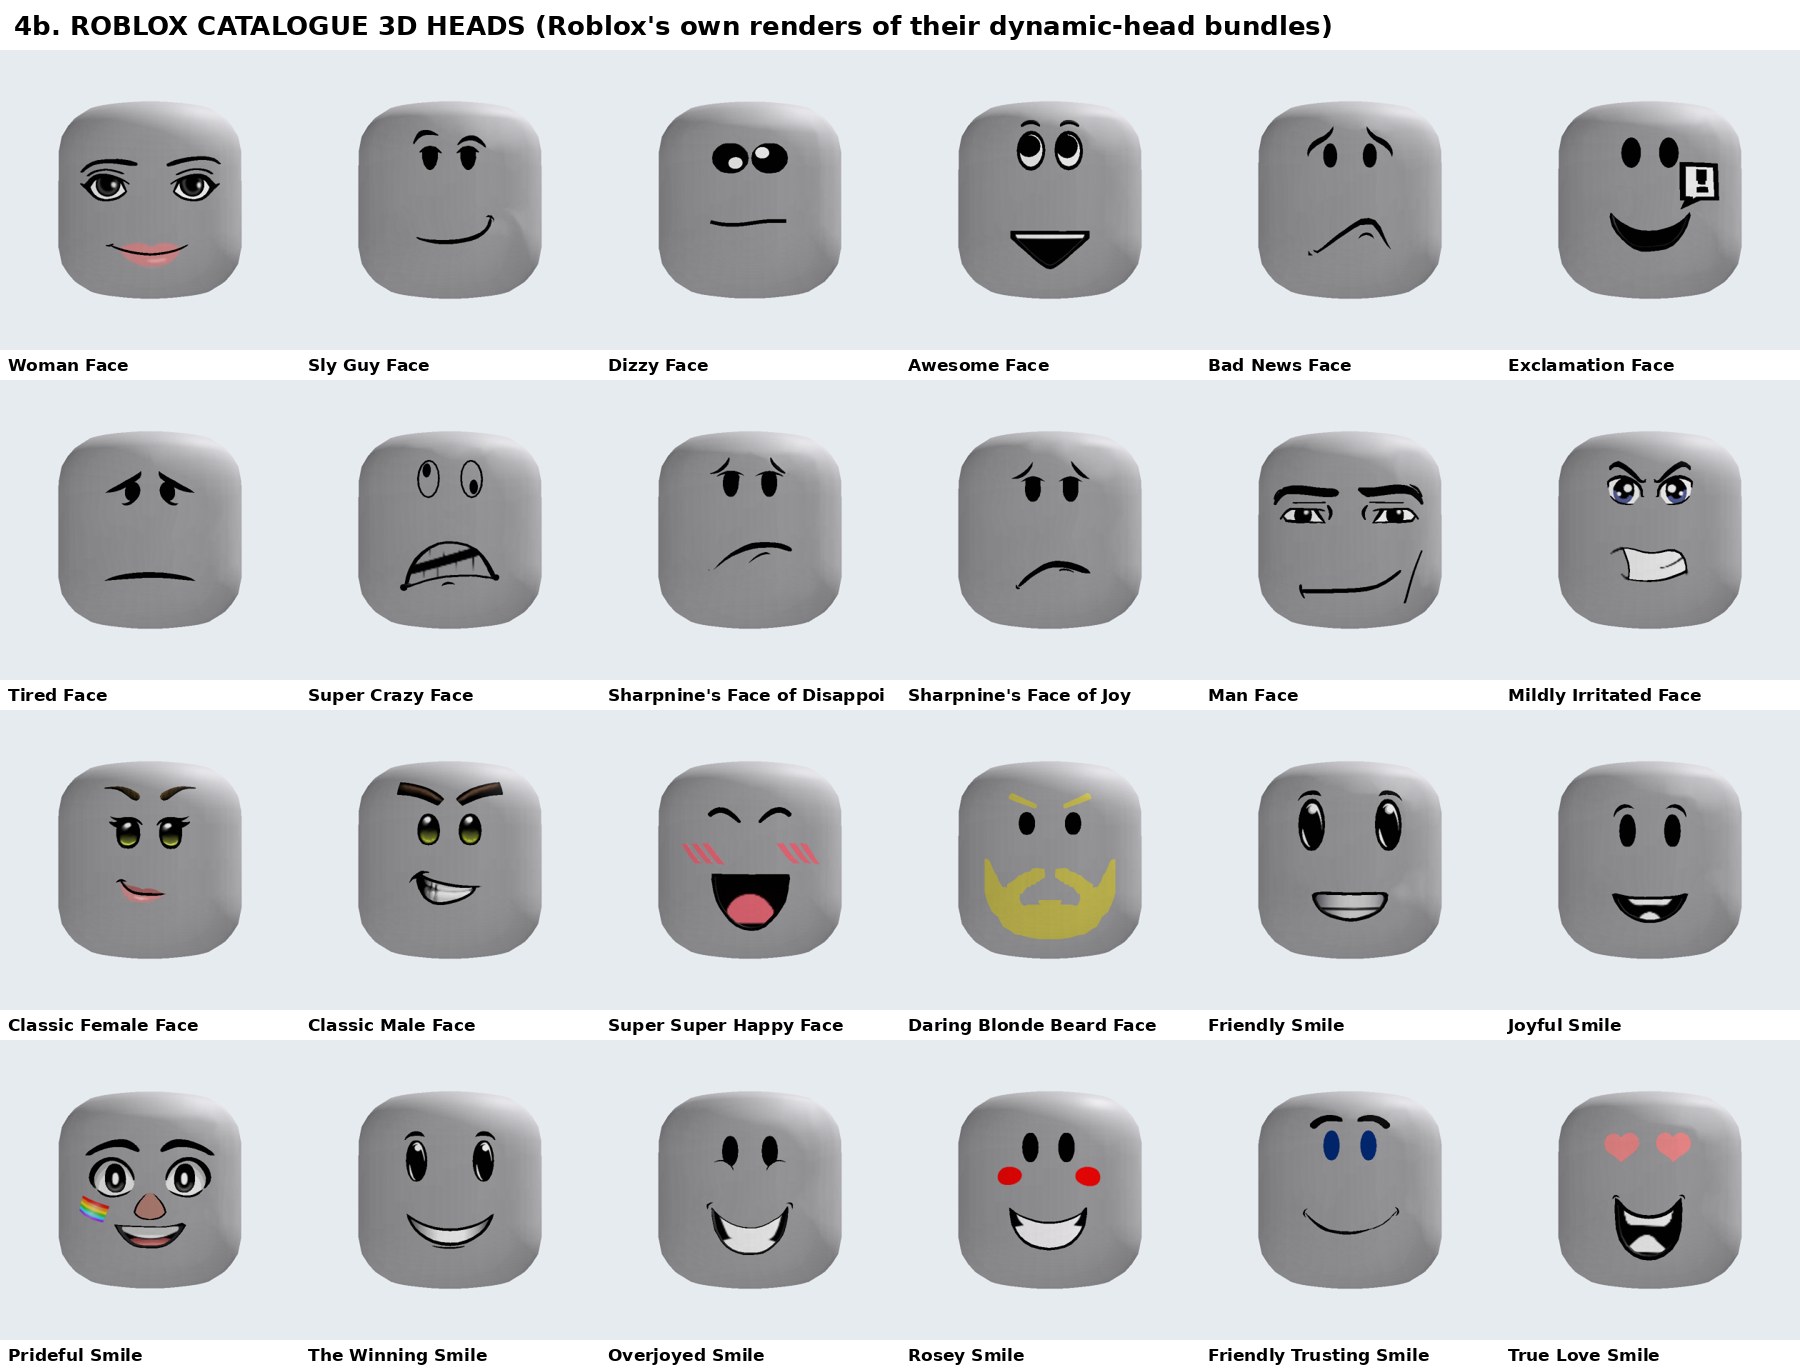 4b. ROBLOX CATALOGUE 3D HEADS (Roblox's own renders of their dynamic-head bundles)
!
Woman Face
Sly Guy Face
Dizzy Face
Awesome Face
Bad News Face
Exclamation Face
Tired Face
Super Crazy Face
Sharpnine's Face of Disappoi
Sharpnine's Face of Joy
Man Face
Mildly Irritated Face
Classic Female Face
Classic Male Face
Super Super Happy Face
Daring Blonde Beard Face
Friendly Smile
Joyful Smile
Prideful Smile
The Winning Smile
Overjoyed Smile
Rosey Smile
Friendly Trusting Smile
True Love Smile